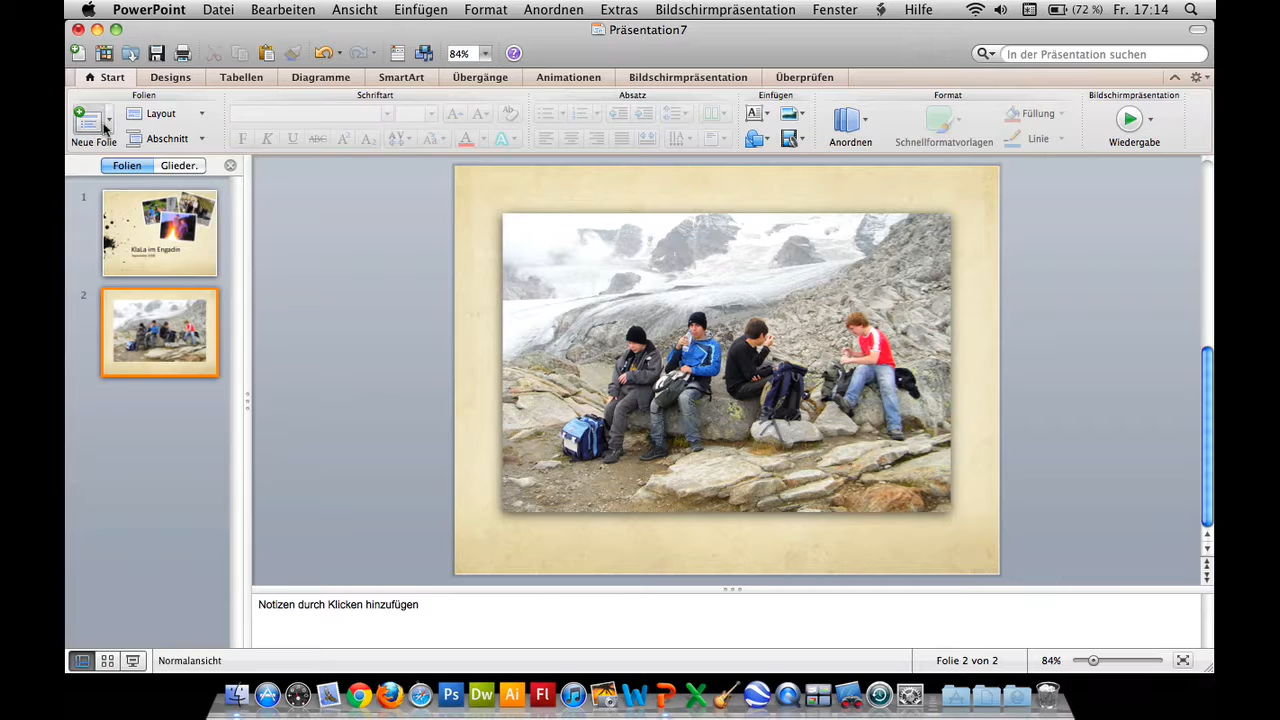 PowerPoint Datei Bearbeiten Ansicht Einfügen Format Anordnen Extras Bildschirmpräsentation Fenster Hilfe (72 %) Fr. 17:14
Präsentation7
84% In der Präsentation suchen
Start Designs Tabellen Diagramme SmartArt Übergänge Animationen Bildschirmpräsentation Überprüfen
Folien Schriftart Absatz Einfügen Format Bildschirmpräsentation
Layout Füllung
Abschnitt Linie
Neue Folie Anordnen Schnellformatvorlagen Wiedergabe
Folien Glieder.
1
KlaLa im Engadin
2
Notizen durch Klicken hinzufügen
Normalansicht Folie 2 von 2 84%